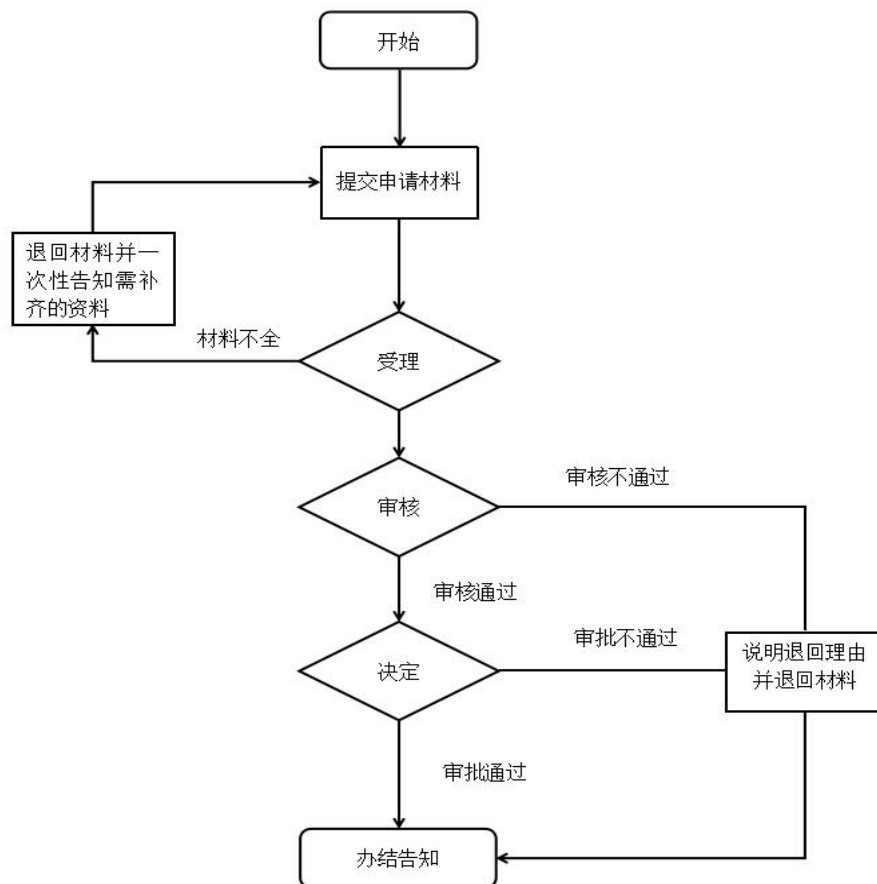 开始
提交申请材料
退回材料并一
次性告知需补
齐的资料
材料不全
受理
审核不通过
审核
审核通过
审批不通过
说明退回理由
并退回材料
决定
审批通过
办结告知